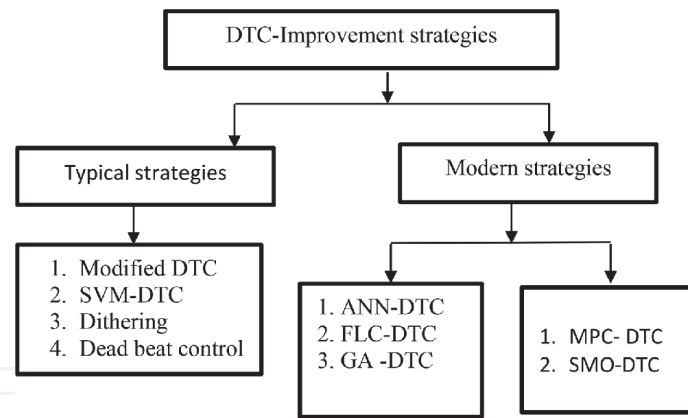 DTC-Improvement strategies
Typical strategies
Modern strategies
1. Modified DTC
2. SVM-DTC
3. Dithering
4. Dead beat control
1. ANN-DTC
2. FLC-DTC
3. GA -DTC
1. MPC- DTC
2. SMO-DTC